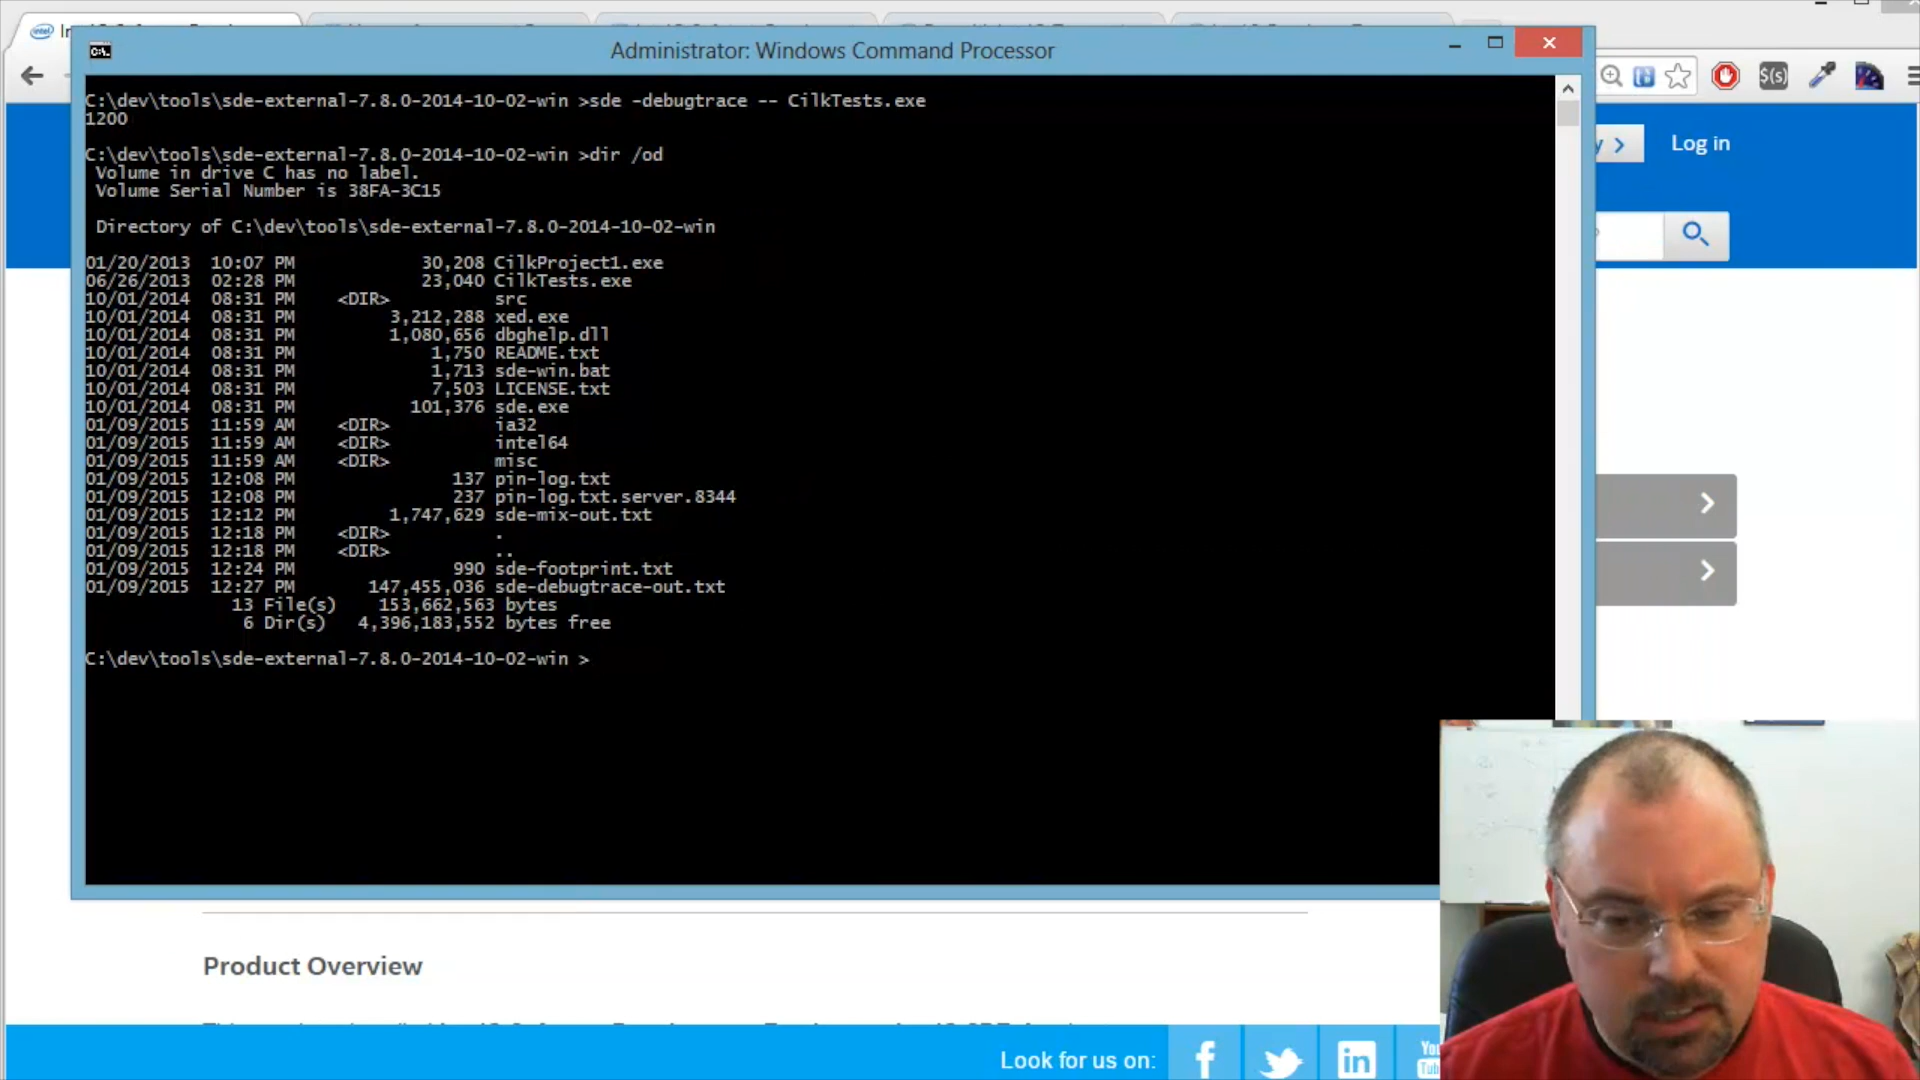 Administrator: Windows Command Processor
C:\dev\tools\sde-external-7.8.0-2014-10-02-win >sde -debugtrace -- CilkTests.exe
1200
C:\dev\tools\sde-external-7.8.0-2014-10-02-win >dir /od
Volume in drive C has no label.
Volume Serial Number is 38FA-3C15
Directory of C:\dev\tools\sde-external-7.8.0-2014-10-02-win
01/20/2013  10:07 PM            30,208 CilkProject1.exe
06/26/2013  02:28 PM            23,040 CilkTests.exe
10/01/2014  08:31 PM    <DIR>          src
10/01/2014  08:31 PM         3,212,288 xed.exe
10/01/2014  08:31 PM         1,080,656 dbghelp.dll
10/01/2014  08:31 PM             1,750 README.txt
10/01/2014  08:31 PM             1,713 sde-win.bat
10/01/2014  08:31 PM             7,503 LICENSE.txt
10/01/2014  08:31 PM           101,376 sde.exe
01/09/2015  11:59 AM    <DIR>          ia32
01/09/2015  11:59 AM    <DIR>          intel64
01/09/2015  11:59 AM    <DIR>          misc
01/09/2015  12:08 PM               137 pin-log.txt
01/09/2015  12:08 PM               237 pin-log.txt.server.8344
01/09/2015  12:12 PM         1,747,629 sde-mix-out.txt
01/09/2015  12:18 PM    <DIR>          .
01/09/2015  12:18 PM    <DIR>          ..
01/09/2015  12:24 PM               990 sde-footprint.txt
01/09/2015  12:27 PM       147,455,036 sde-debugtrace-out.txt
13 File(s)    153,662,563 bytes
6 Dir(s)   4,396,183,552 bytes free
C:\dev\tools\sde-external-7.8.0-2014-10-02-win >
$(s)
Log in
Product Overview
Look for us on:
You